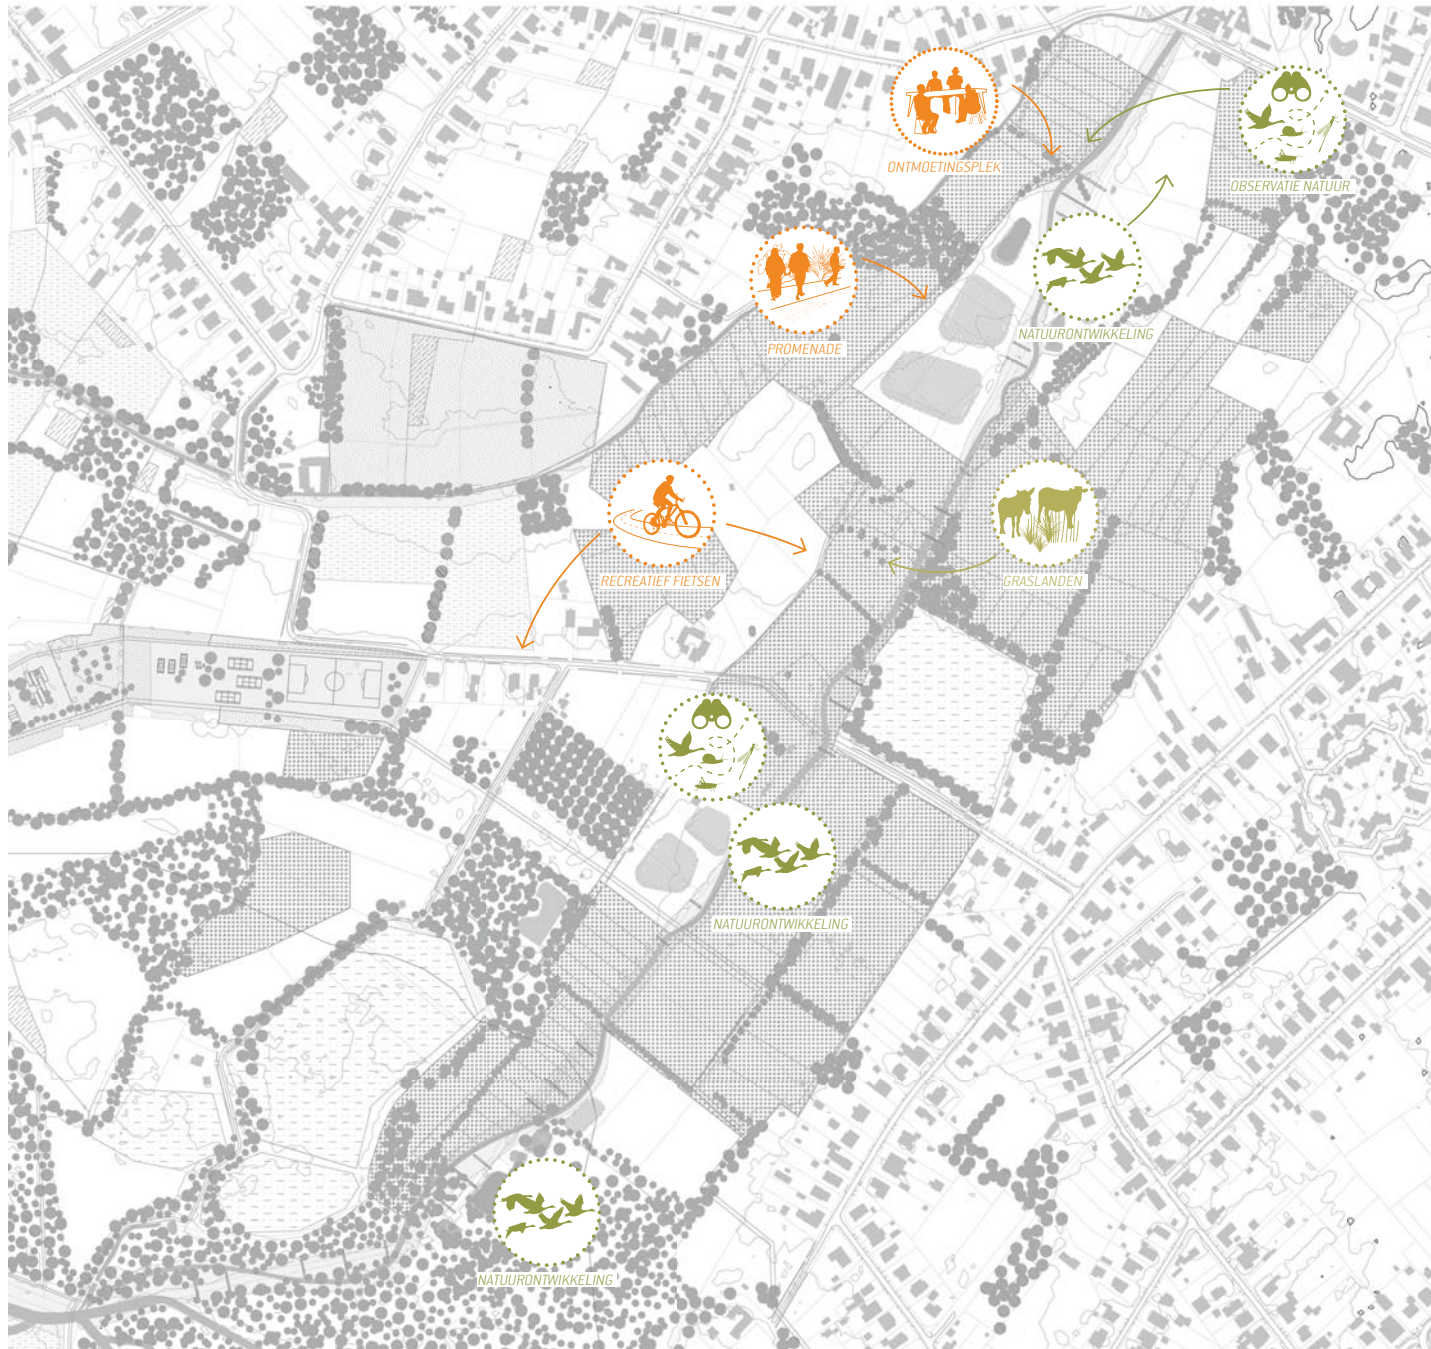 ONTMOETINGSPLEK
OBSERVATIE NATUUR
NATUURONTWIKKELING
PROMENADE
RECREATIEF FIETSEN
GRASLANDEN
NATUURONTWIKKELING
NATUURONTWIKKELING